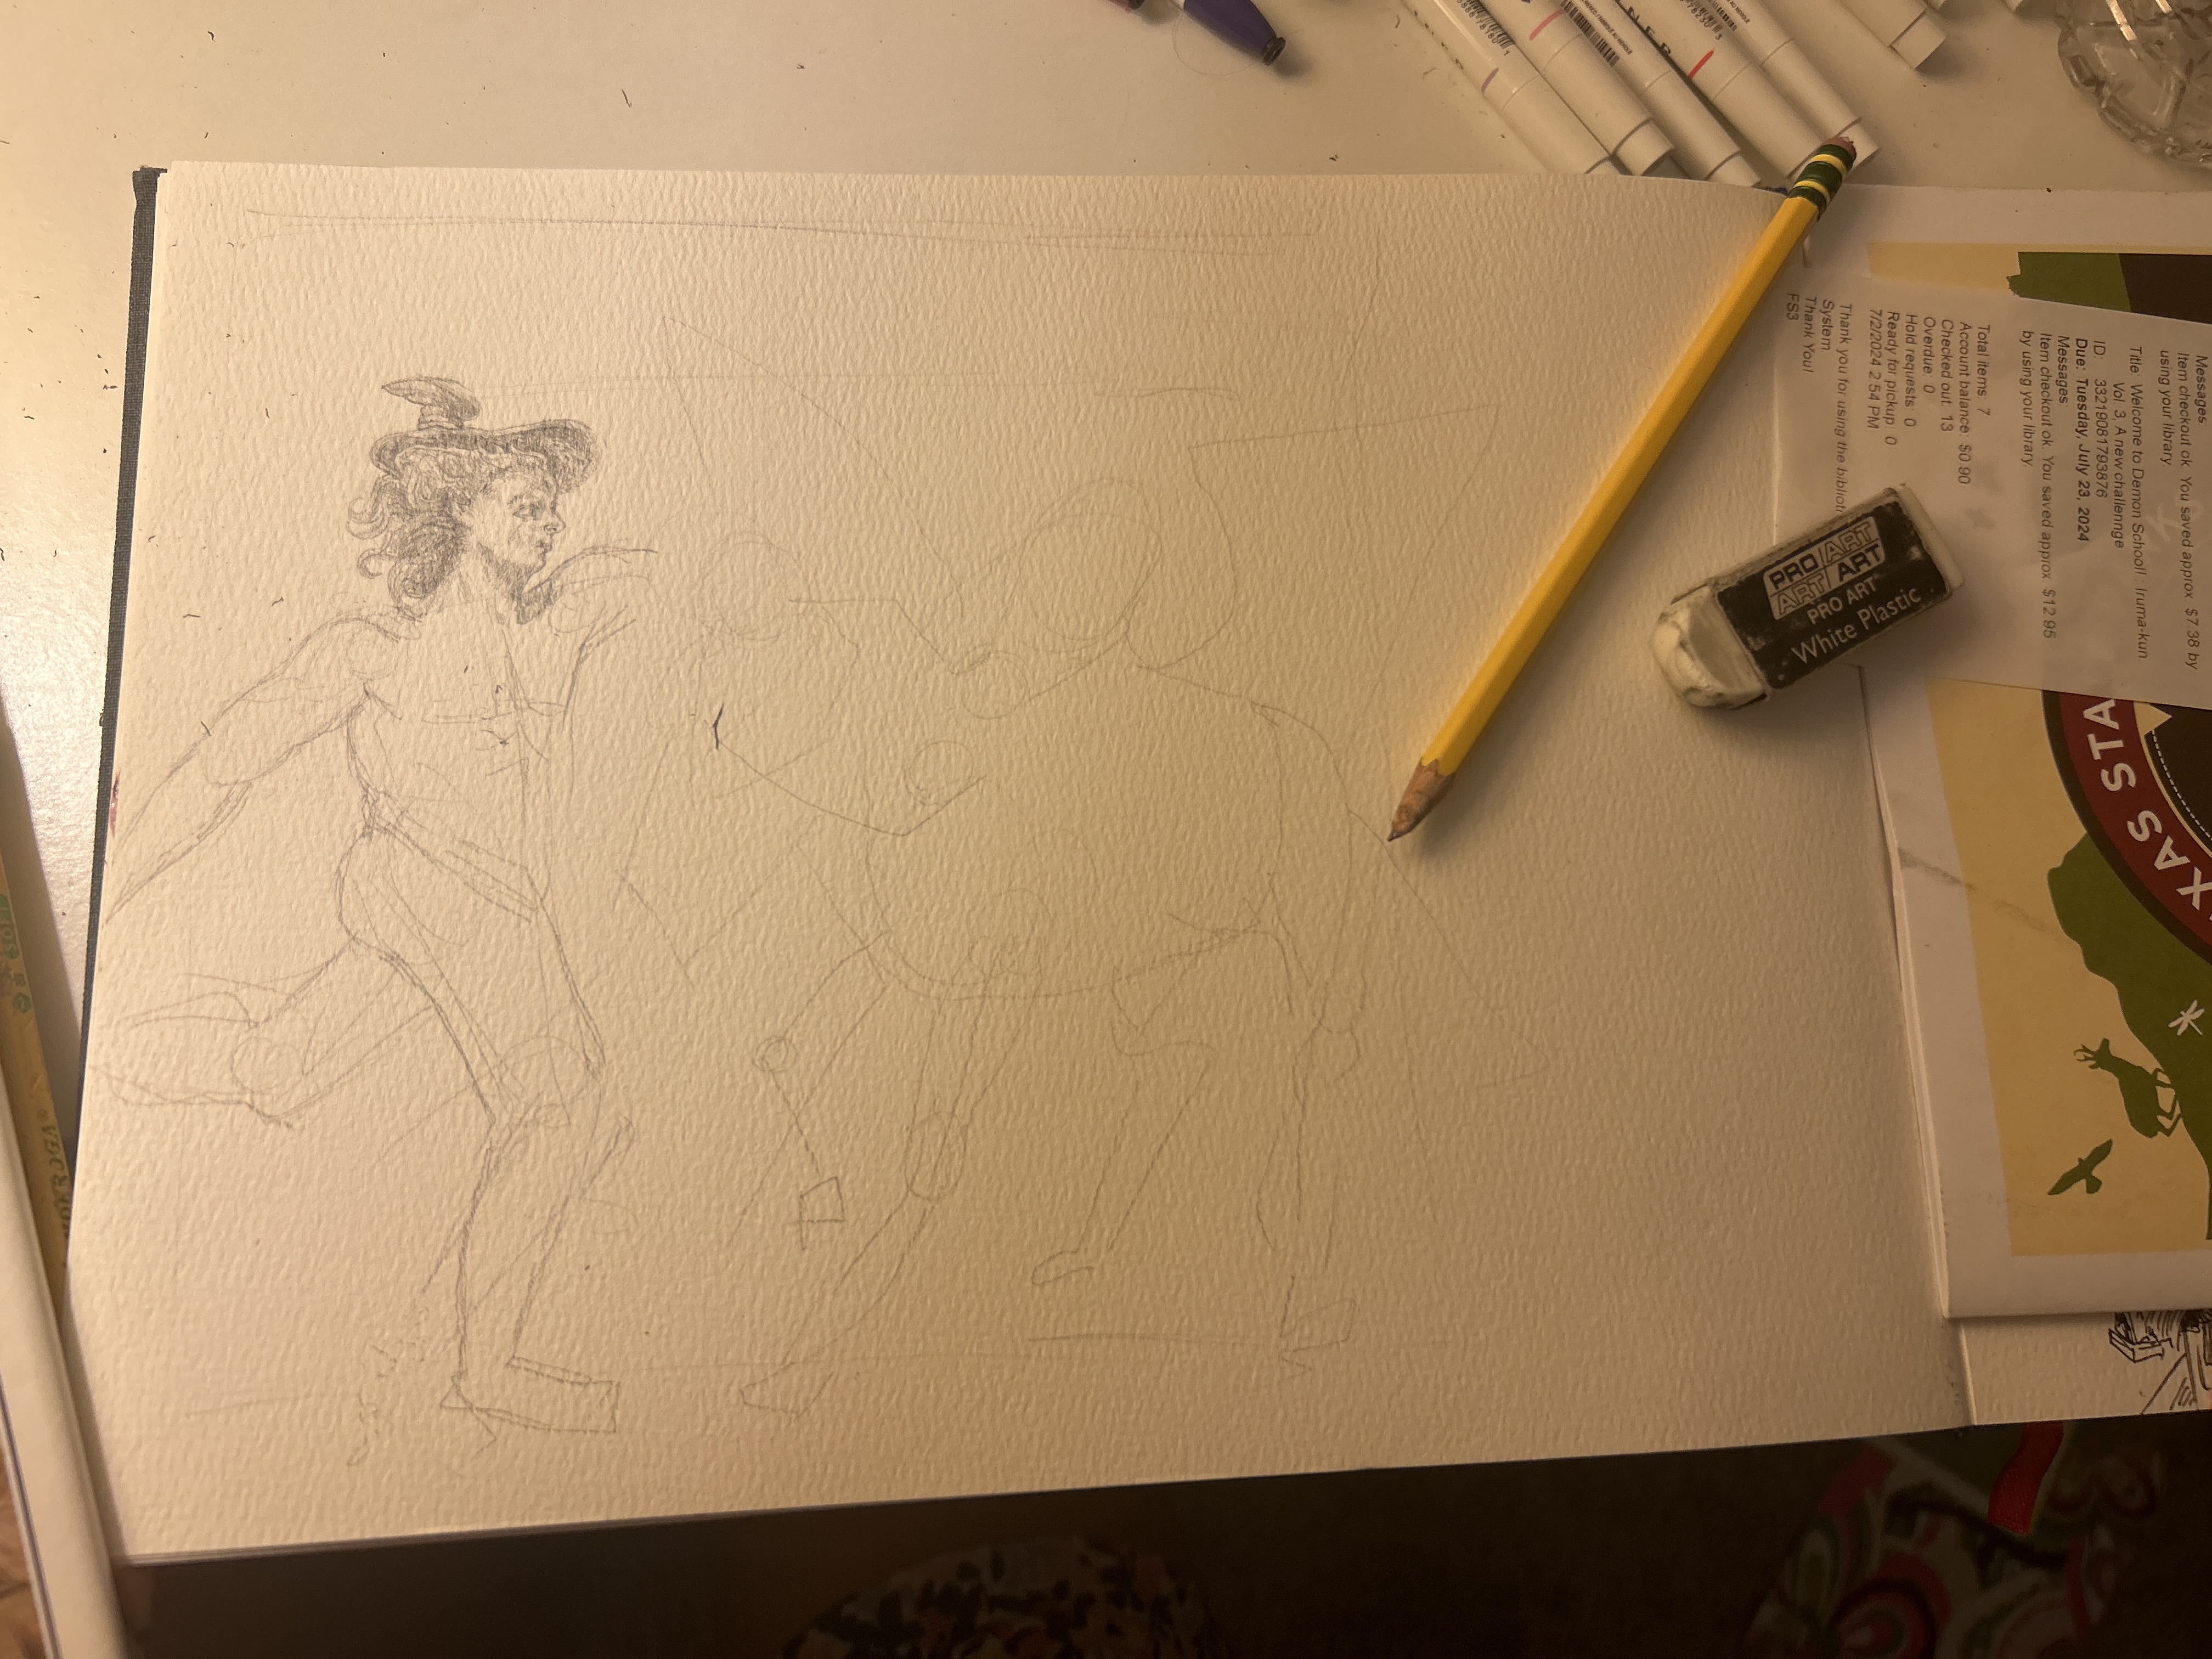 NDEROGA®
SOFT
PRO ART
ART ART
PRO ART
White Plastic
XAS STA
Messages:
Item checkout ok. You saved approx. $7.38 by
using your library
Title: Welcome to Demon School! Iruma-kun.
Vol. 3, A new challennge
ID: 33219081793876
Due: Tuesday, July 23, 2024
Messages:
Item checkout ok. You saved approx. $12.95
by using your library
Total items: 7
Account balance: $0.90
Checked out: 13
Overdue: 0
Hold requests: 0
Ready for pickup: 0
7/2/2024 2:54 PM
Thank you for using the bibliot
System
Thank You!
FS3